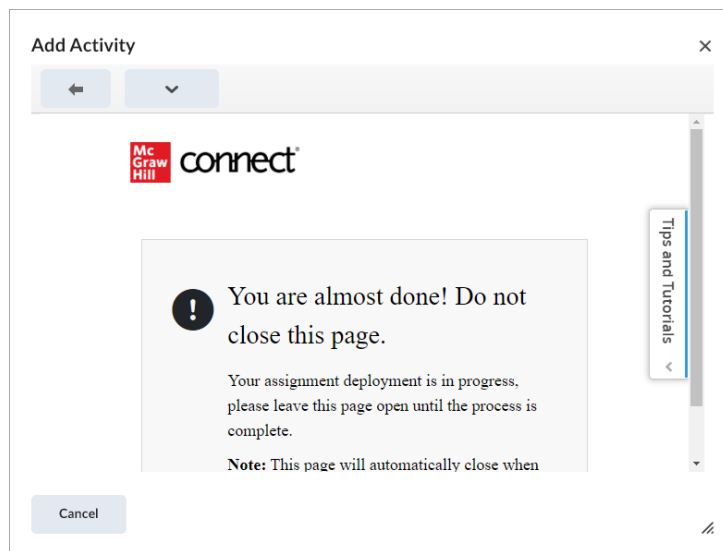 Add Activity
Mc
Graw
Hill
connect®
Tips and Tutorials
You are almost done! Do not
close this page.
Your assignment deployment is in progress,
please leave this page open until the process is
complete.
Note: This page will automatically close when
Cancel